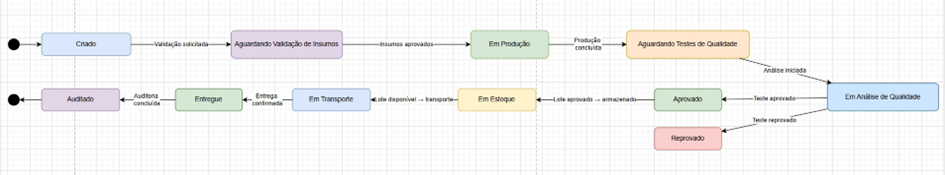 Criado
Validação solicitada
Aguardando Validação de Insumos
Insumos aprovados
Em Produção
Produção
concluída
Aguardando Testes de Qualidade
Análise iniciada
Em Análise de Qualidade
Teste aprovado
Teste reprovado
Aprovado
Reprovado
Lote aprovado → armazenado
Em Estoque
Lote disponível → transporte
Em Transporte
Entrega
confirmada
Entregue
Auditoria
concluída
Auditado